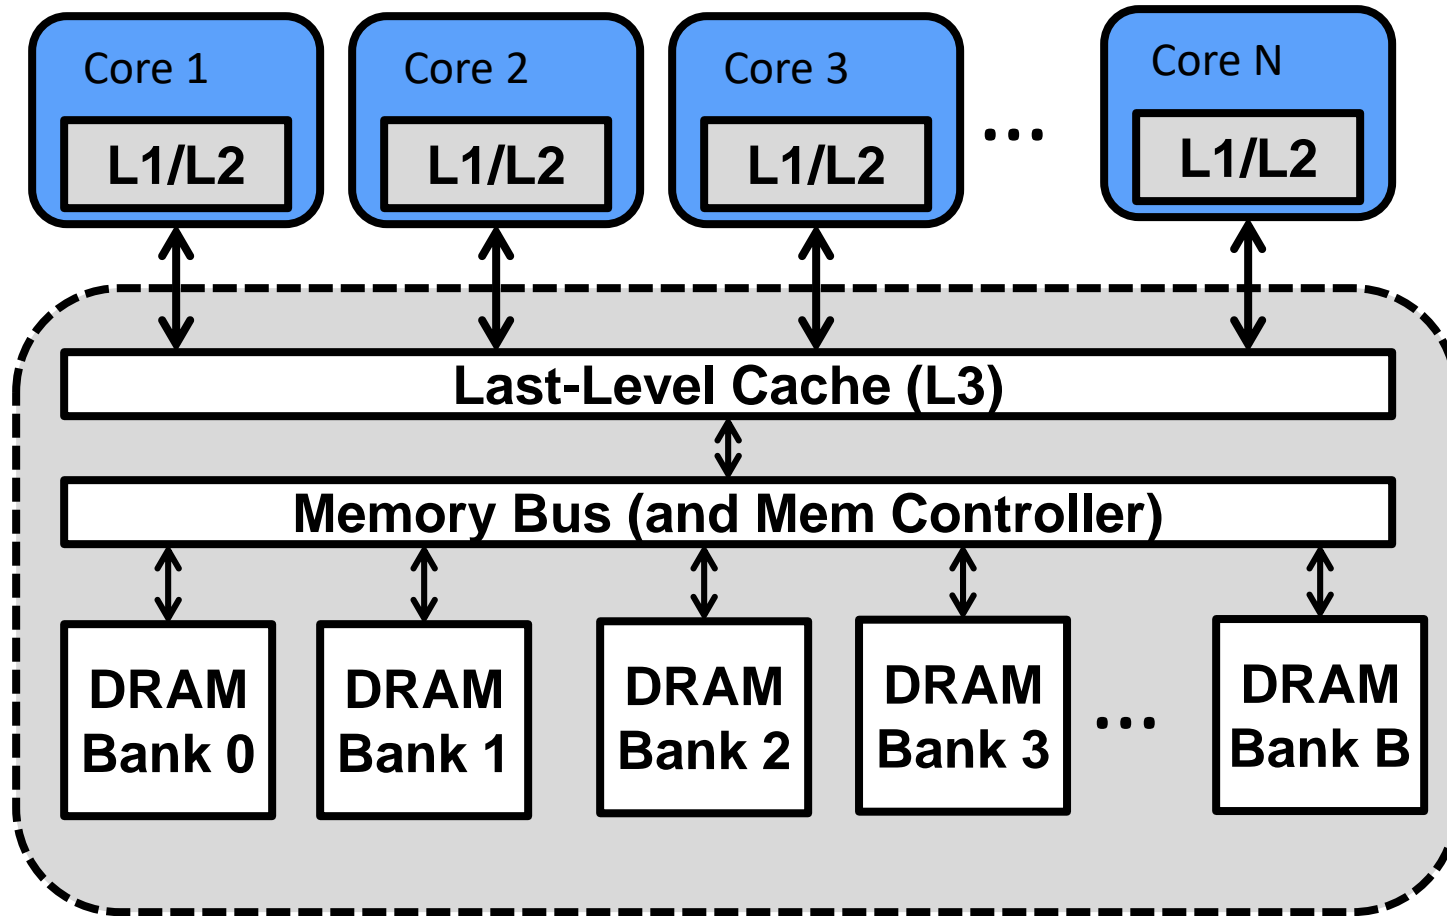 Core 1
Core 2
Core 3
Core N
L1/L2
L1/L2
L1/L2
...
L1/L2
Last-Level Cache (L3)
Memory Bus (and Mem Controller)
DRAM
Bank 0
DRAM
Bank 1
DRAM
Bank 2
DRAM
Bank 3
...
DRAM
Bank B